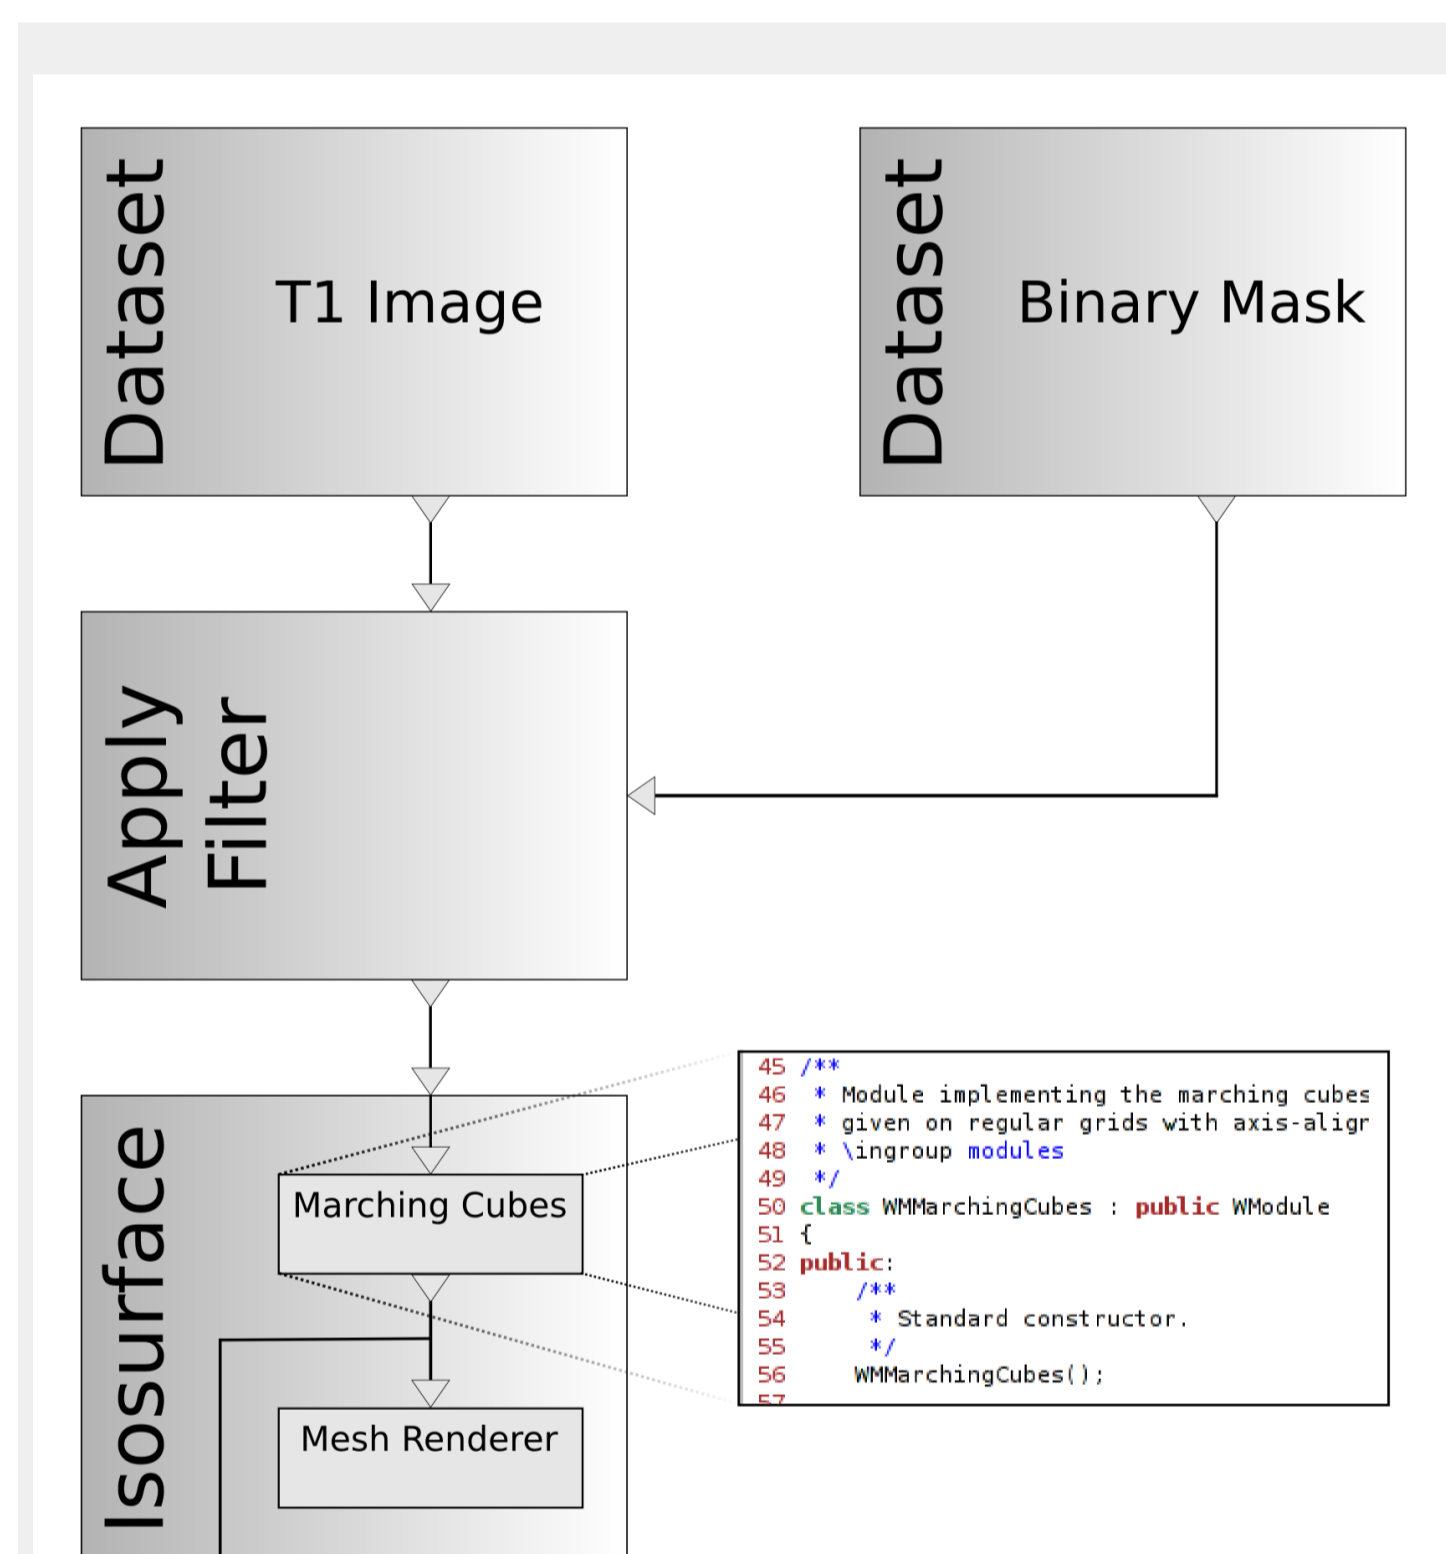 Dataset
T1 Image
Dataset
Binary Mask
Apply
Filter
Isosurface
Marching Cubes
Mesh Renderer
45 /**
46 * Module implementing the marching cubes
47 * given on regular grids with axis-align
48 * \ingroup modules
49 */
50 class WMMarchingCubes : public WModule
51 {
52 public:
53 /**
54 * Standard constructor.
55 */
56 WMMarchingCubes();
57